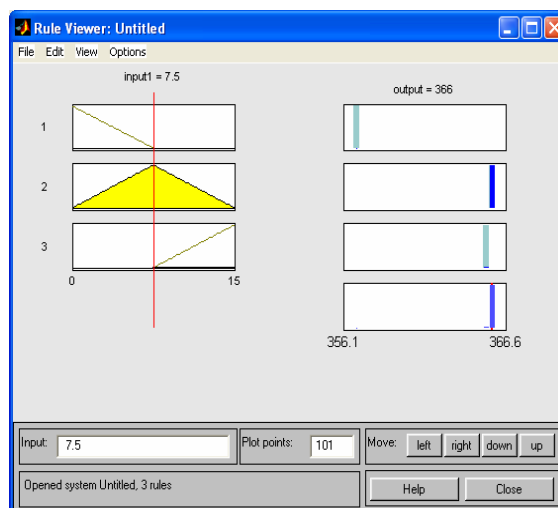 Rule Viewer: Untitled
File Edit View Options
input1 = 7.5
output = 366
1
2
3
0 15
356.1 366.6
Input: 7.5 Plot points: 101 Move: left right down up
Opened system Untitled, 3 rules Help Close